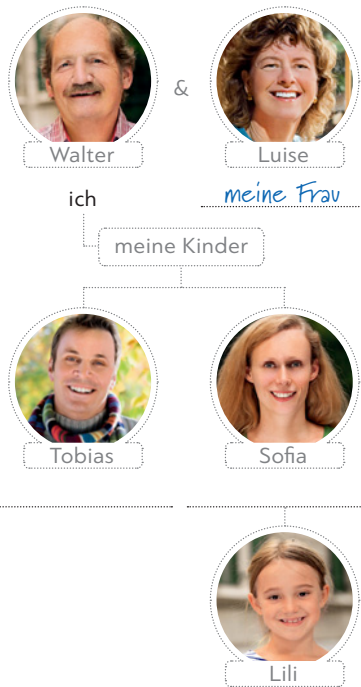 Walter & Luise
ich meine Frau
meine Kinder
Tobias Sofia
Lili